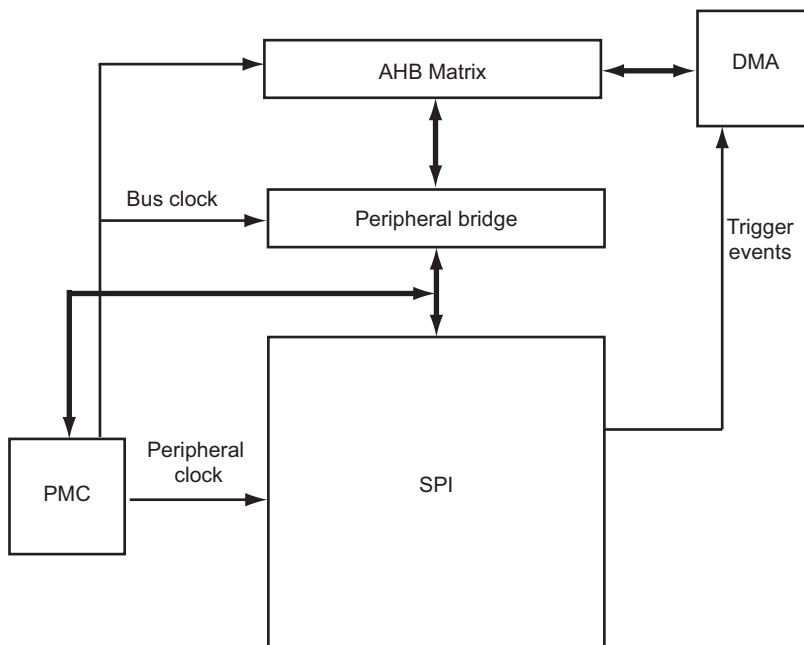 AHB Matrix
DMA
Bus clock
Peripheral bridge
Trigger
events
Peripheral
clock
PMC
SPI